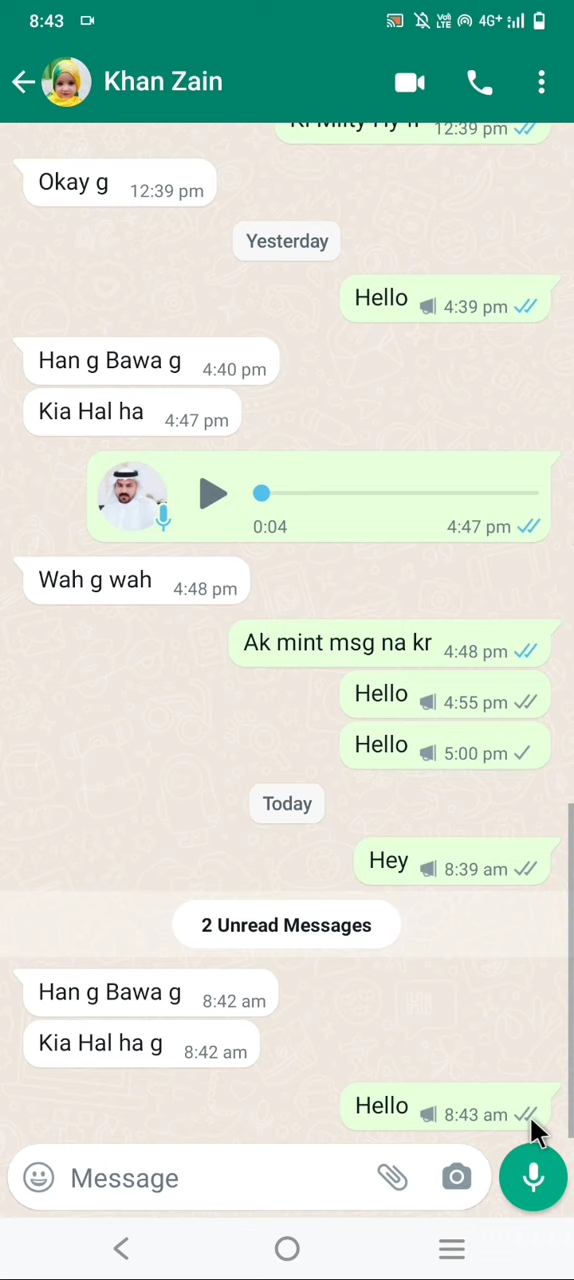 8:43 Vo) LTE 4G+
Khan Zain
12:39 pm
Okay g 12:39 pm
Yesterday
Hello 4:39 pm
Han g Bawa g 4:40 pm
Kia Hal ha 4:47 pm
0:04 4:47 pm
Wah g wah 4:48 pm
Ak mint msg na kr 4:48 pm
Hello 4:55 pm
Hello 5:00 pm
Today
Hey 8:39 am
2 Unread Messages
Han g Bawa g 8:42 am
Kia Hal ha g 8:42 am
Hello 8:43 am
Message